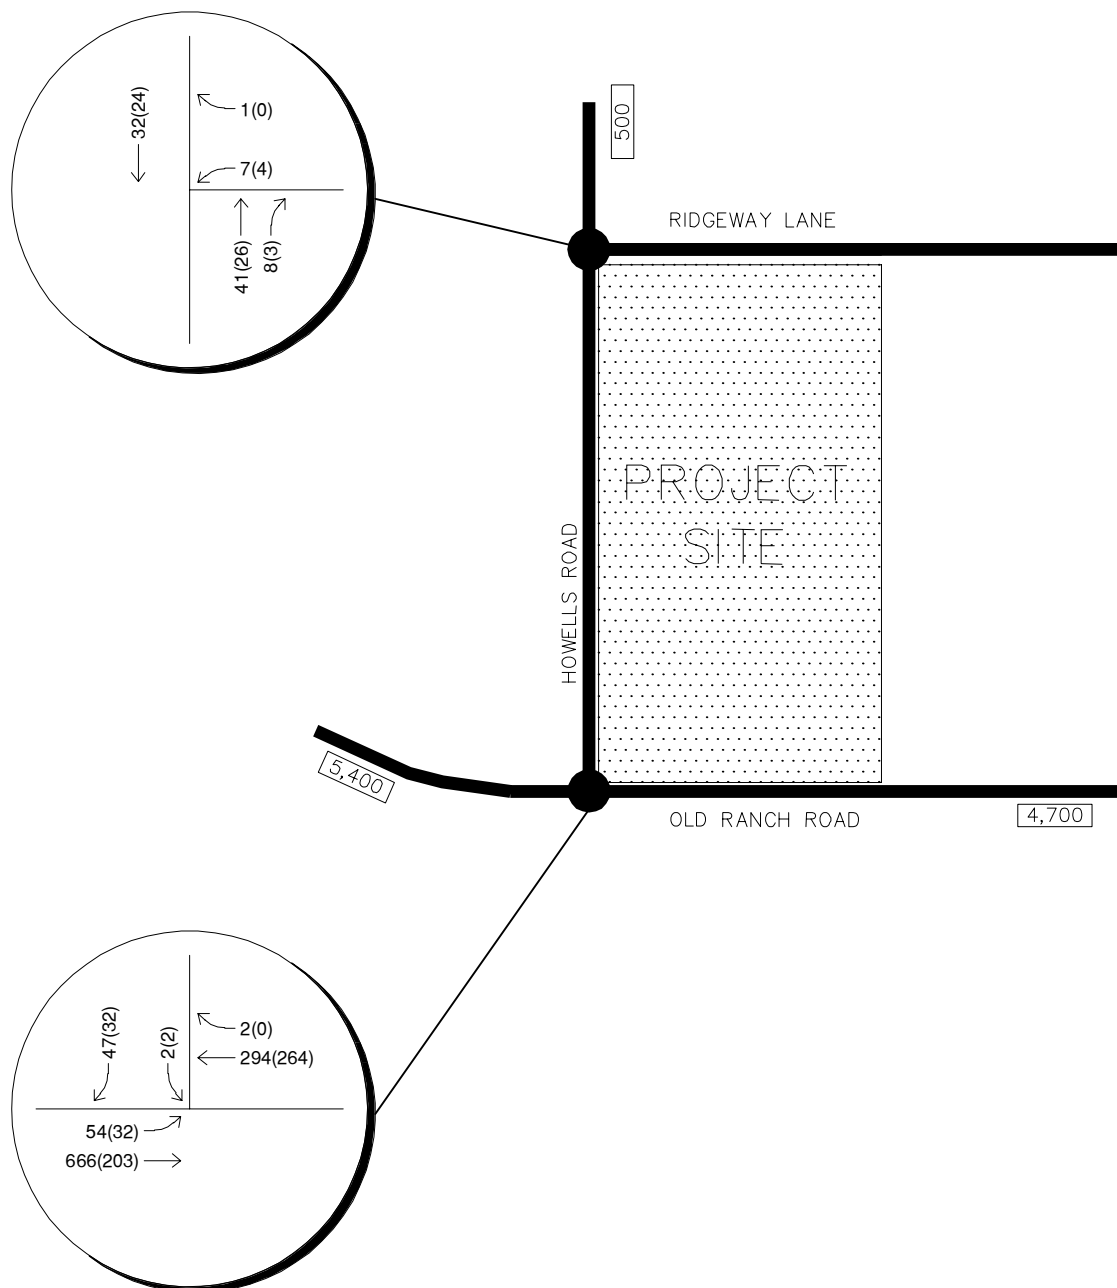 32(24)
1(0)
7(4)
41(26)
8(3)
500
RIDGEWAY LANE
PROJECT
SITE
HOWELLS ROAD
5,400
OLD RANCH ROAD
4,700
47(32)
2(2)
2(0)
294(264)
54(32)
666(203)